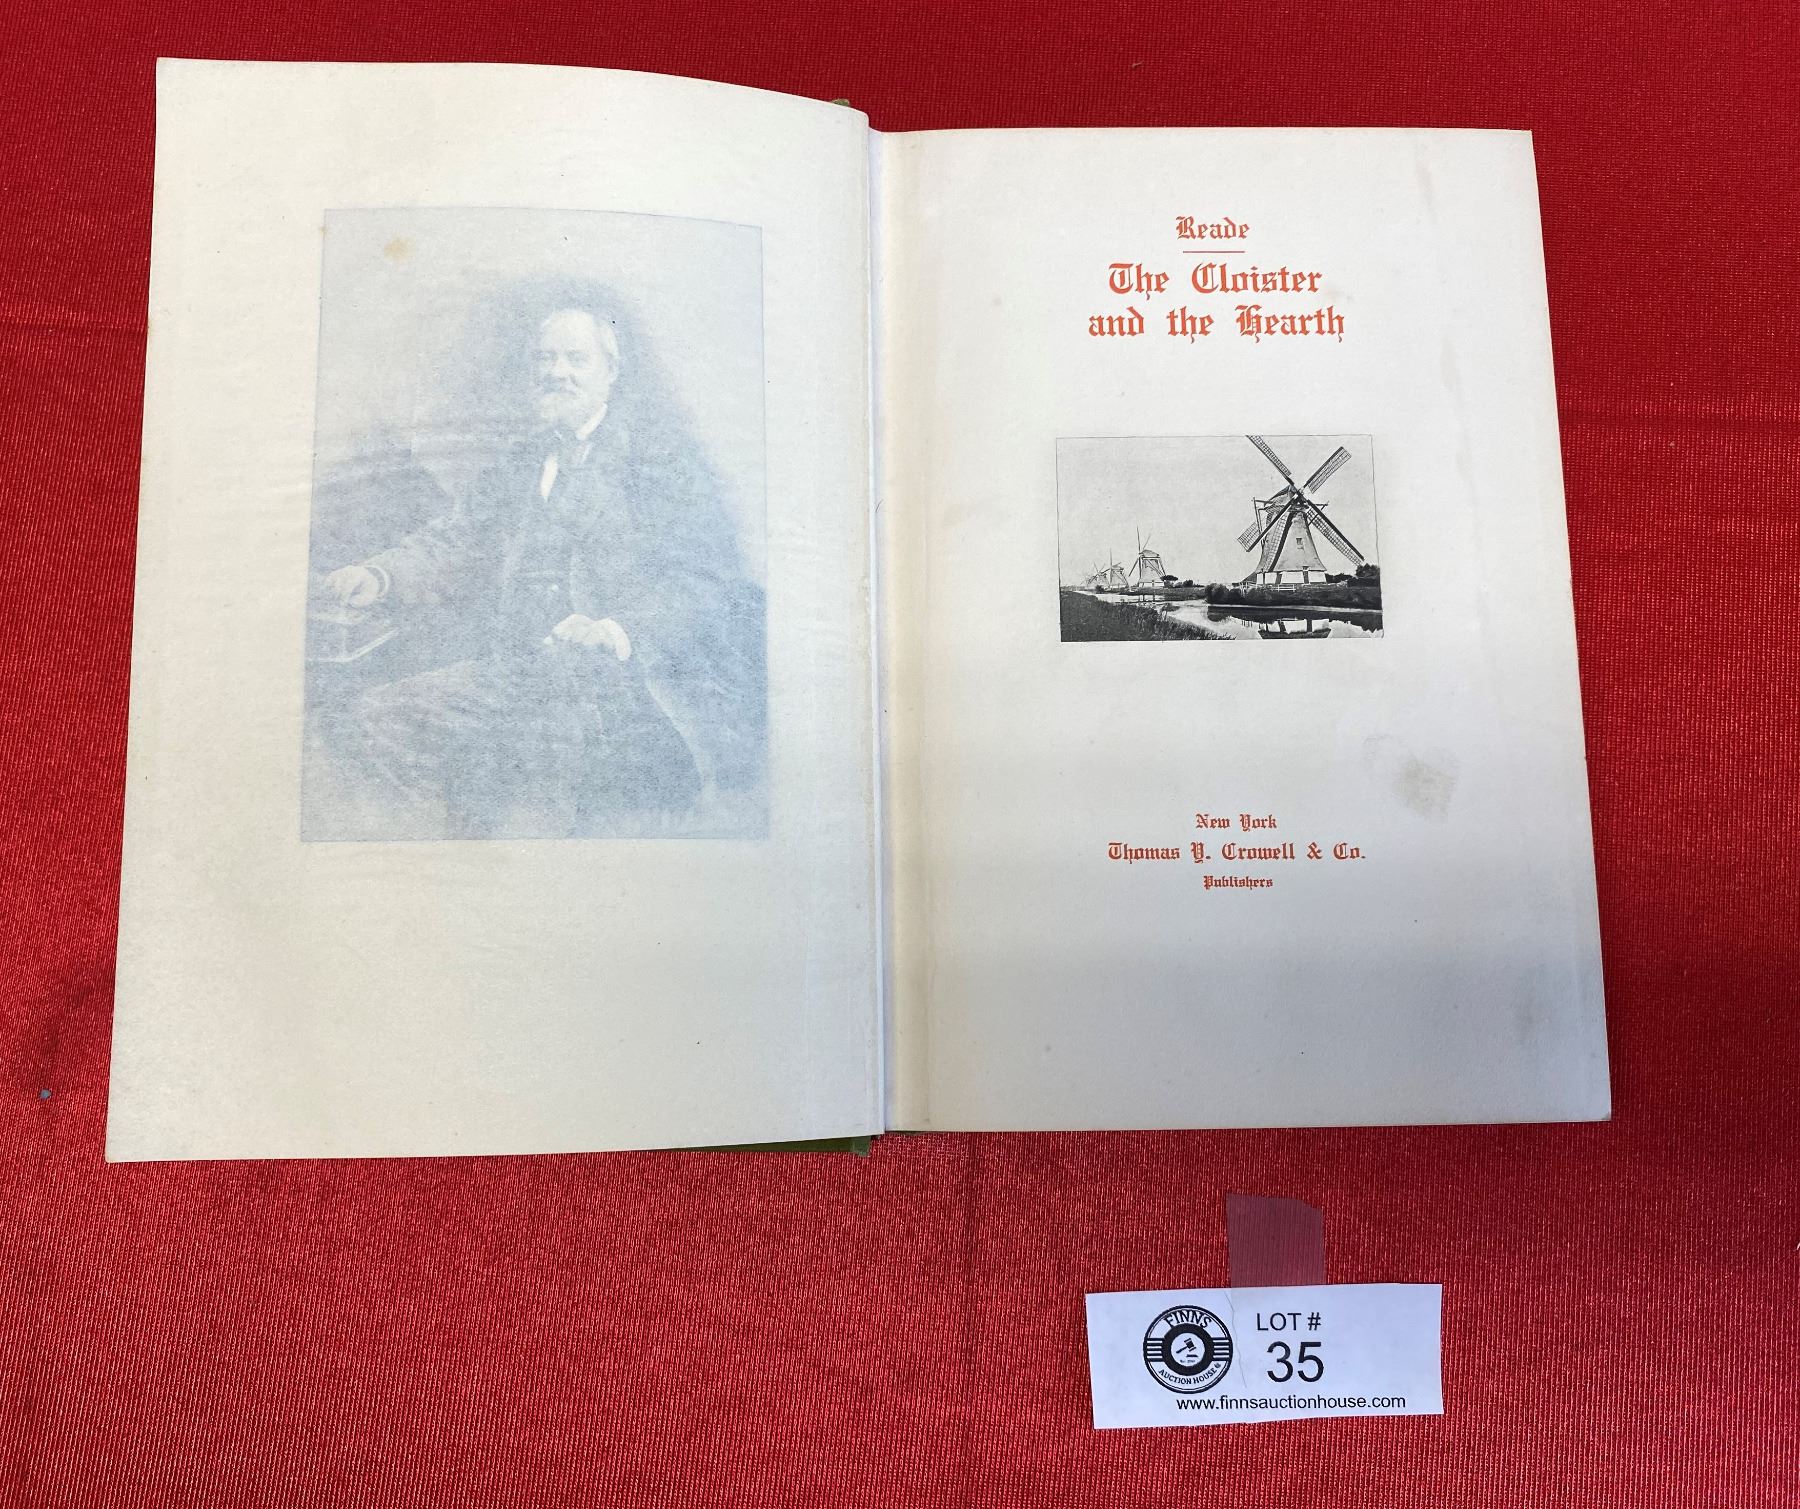 Reade
The Cloister
and the Hearth
New York
Thomas Y. Crowell & Co.
Publishers
FINNS
AUCTION HOUSE
LOT #
35
www.finnsauctionhouse.com